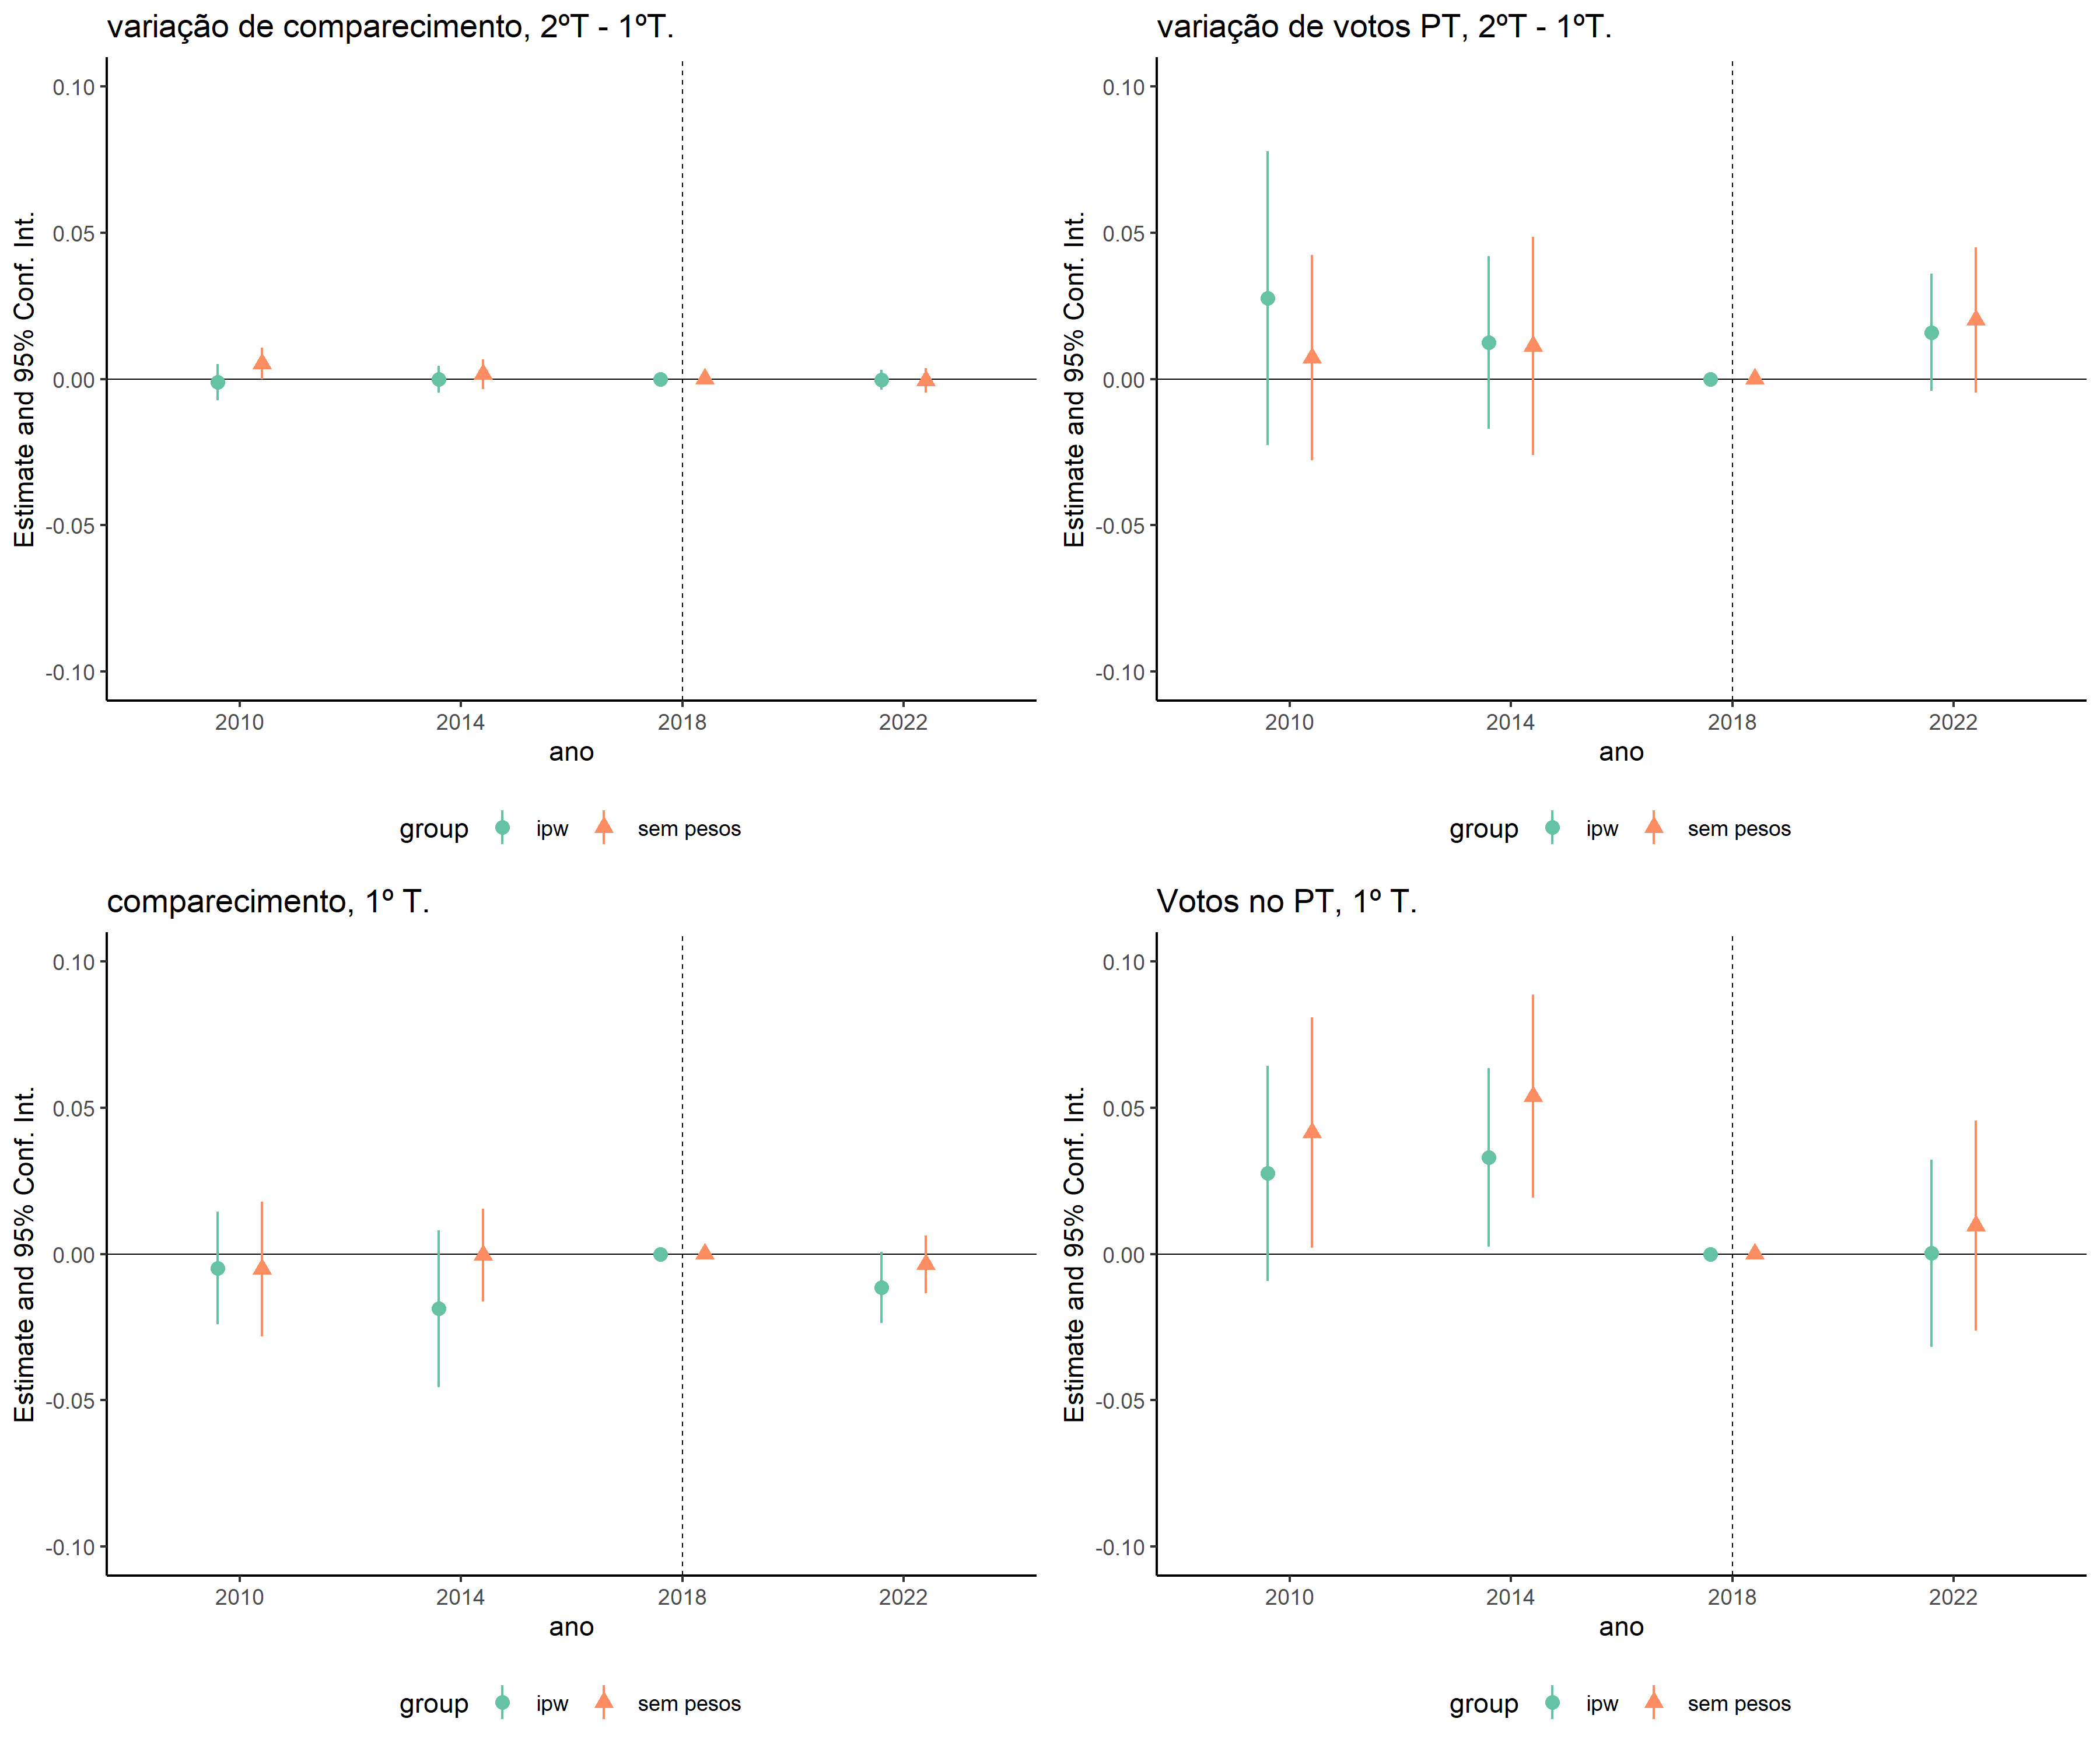 variação de comparecimento, 2ºT - 1ºT.
Estimate and 95% Conf. Int.
0.10
0.05
0.00
-0.05
-0.10
2010 2014 2018 2022
ano
group ipw sem pesos
variação de votos PT, 2ºT - 1ºT.
Estimate and 95% Conf. Int.
0.10
0.05
0.00
-0.05
-0.10
2010 2014 2018 2022
ano
group ipw sem pesos
comparecimento, 1º T.
Estimate and 95% Conf. Int.
0.10
0.05
0.00
-0.05
-0.10
2010 2014 2018 2022
ano
group ipw sem pesos
Votos no PT, 1º T.
Estimate and 95% Conf. Int.
0.10
0.05
0.00
-0.05
-0.10
2010 2014 2018 2022
ano
group ipw sem pesos